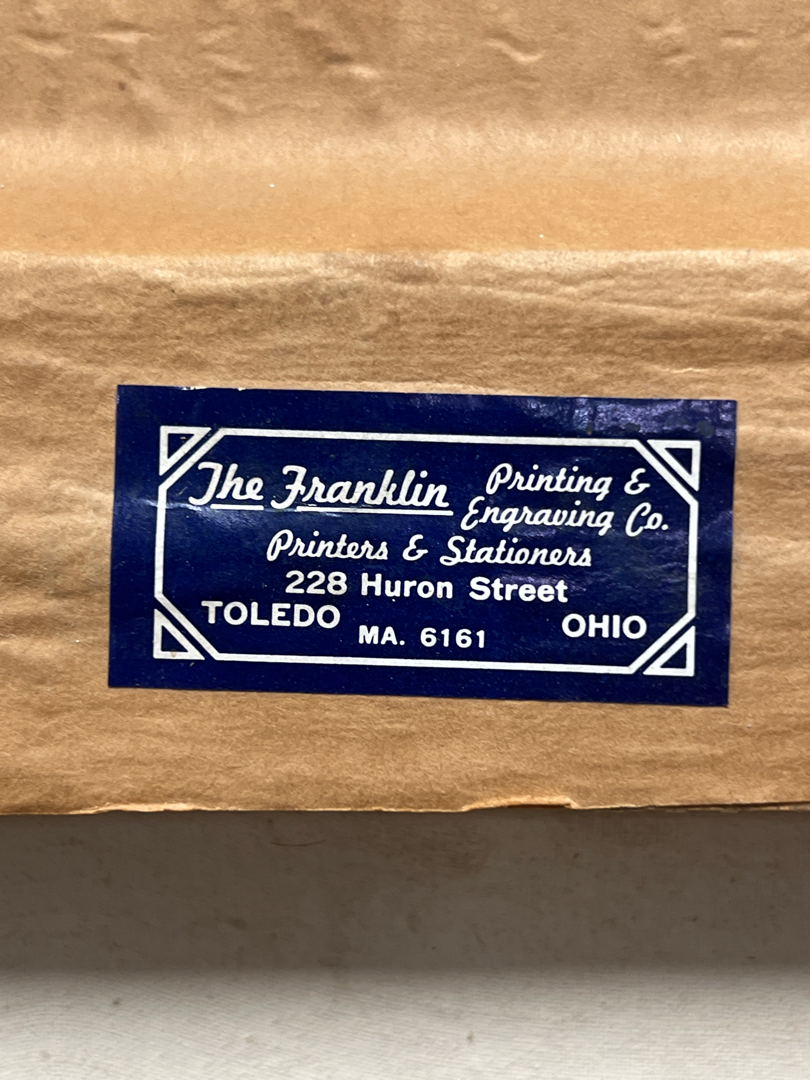 The Franklin Printing &
Engraving Co.
Printers & Stationers
228 Huron Street
TOLEDO MA. 6161 OHIO